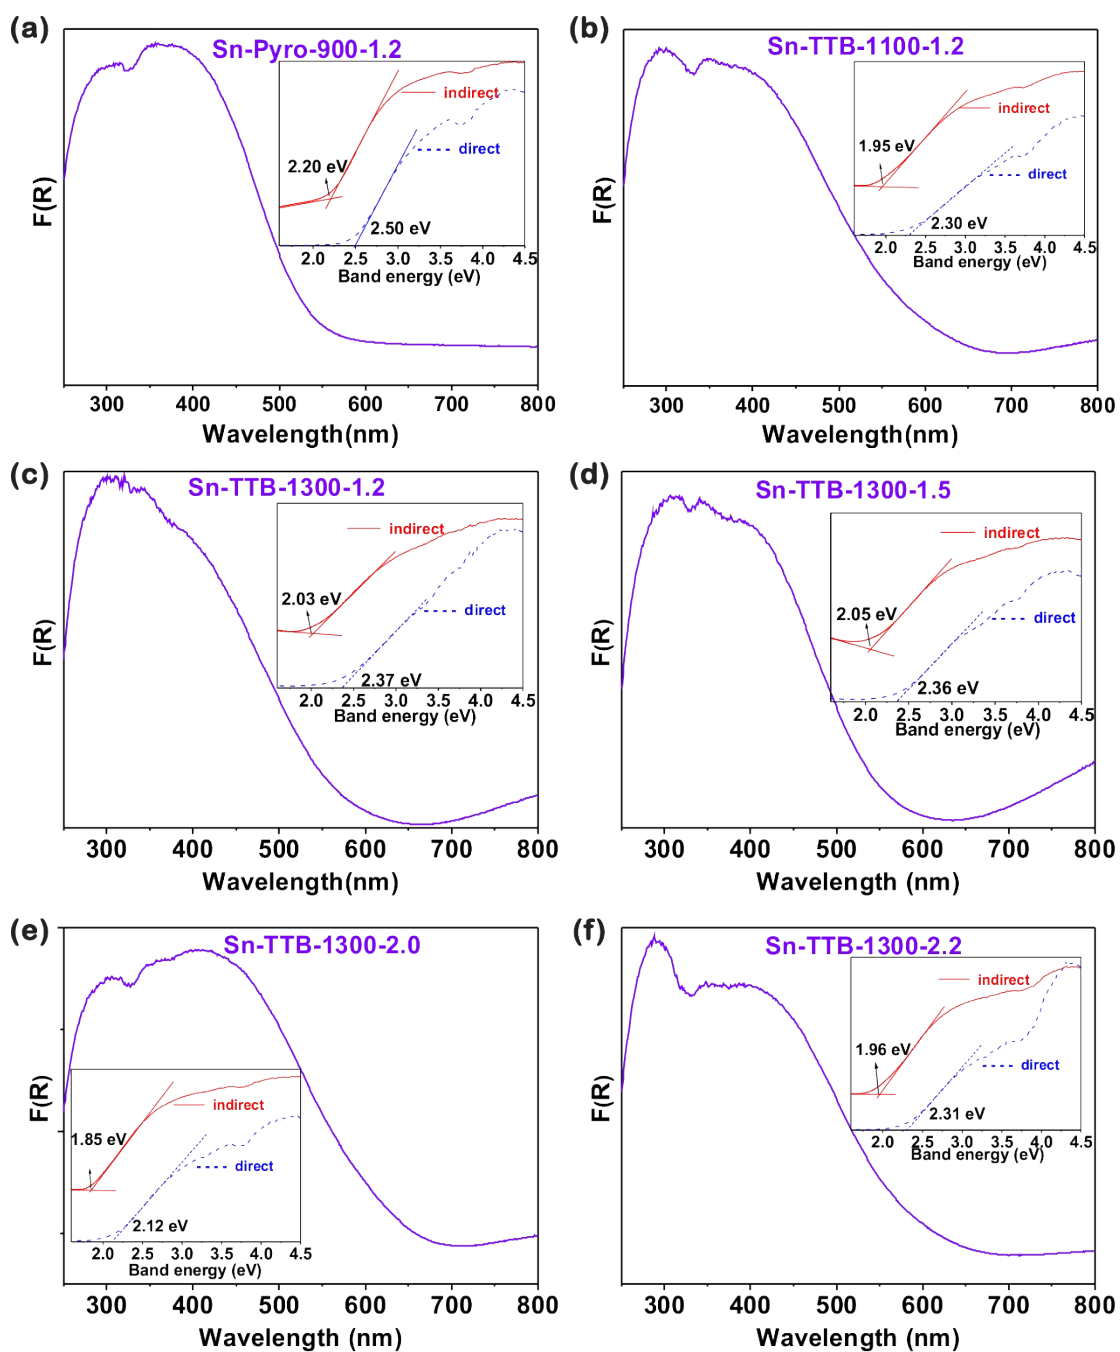 (a)
Sn-Pyro-900-1.2
indirect
direct
2.20 eV
2.50 eV
2.0 2.5 3.0 3.5 4.0 4.5
Band energy (eV)
F(R)
300 400 500 600 700 800
Wavelength(nm)
(b)
Sn-TTB-1100-1.2
indirect
1.95 eV
direct
2.30 eV
2.0 2.5 3.0 3.5 4.0 4.5
Band energy (eV)
F(R)
300 400 500 600 700 800
Wavelength(nm)
(c)
Sn-TTB-1300-1.2
indirect
2.03 eV
direct
2.37 eV
2.0 2.5 3.0 3.5 4.0 4.5
Band energy (eV)
F(R)
300 400 500 600 700 800
Wavelength(nm)
(d)
Sn-TTB-1300-1.5
indirect
2.05 eV
direct
2.36 eV
2.0 2.5 3.0 3.5 4.0 4.5
Band energy (eV)
F(R)
300 400 500 600 700 800
Wavelength (nm)
(e)
Sn-TTB-1300-2.0
indirect
1.85 eV
direct
2.12 eV
2.0 2.5 3.0 3.5 4.0 4.5
Band energy (eV)
F(R)
300 400 500 600 700 800
Wavelength (nm)
(f)
Sn-TTB-1300-2.2
indirect
1.96 eV
direct
2.31 eV
2.0 2.5 3.0 3.5 4.0 4.5
Band energy (eV)
F(R)
300 400 500 600 700 800
Wavelength (nm)